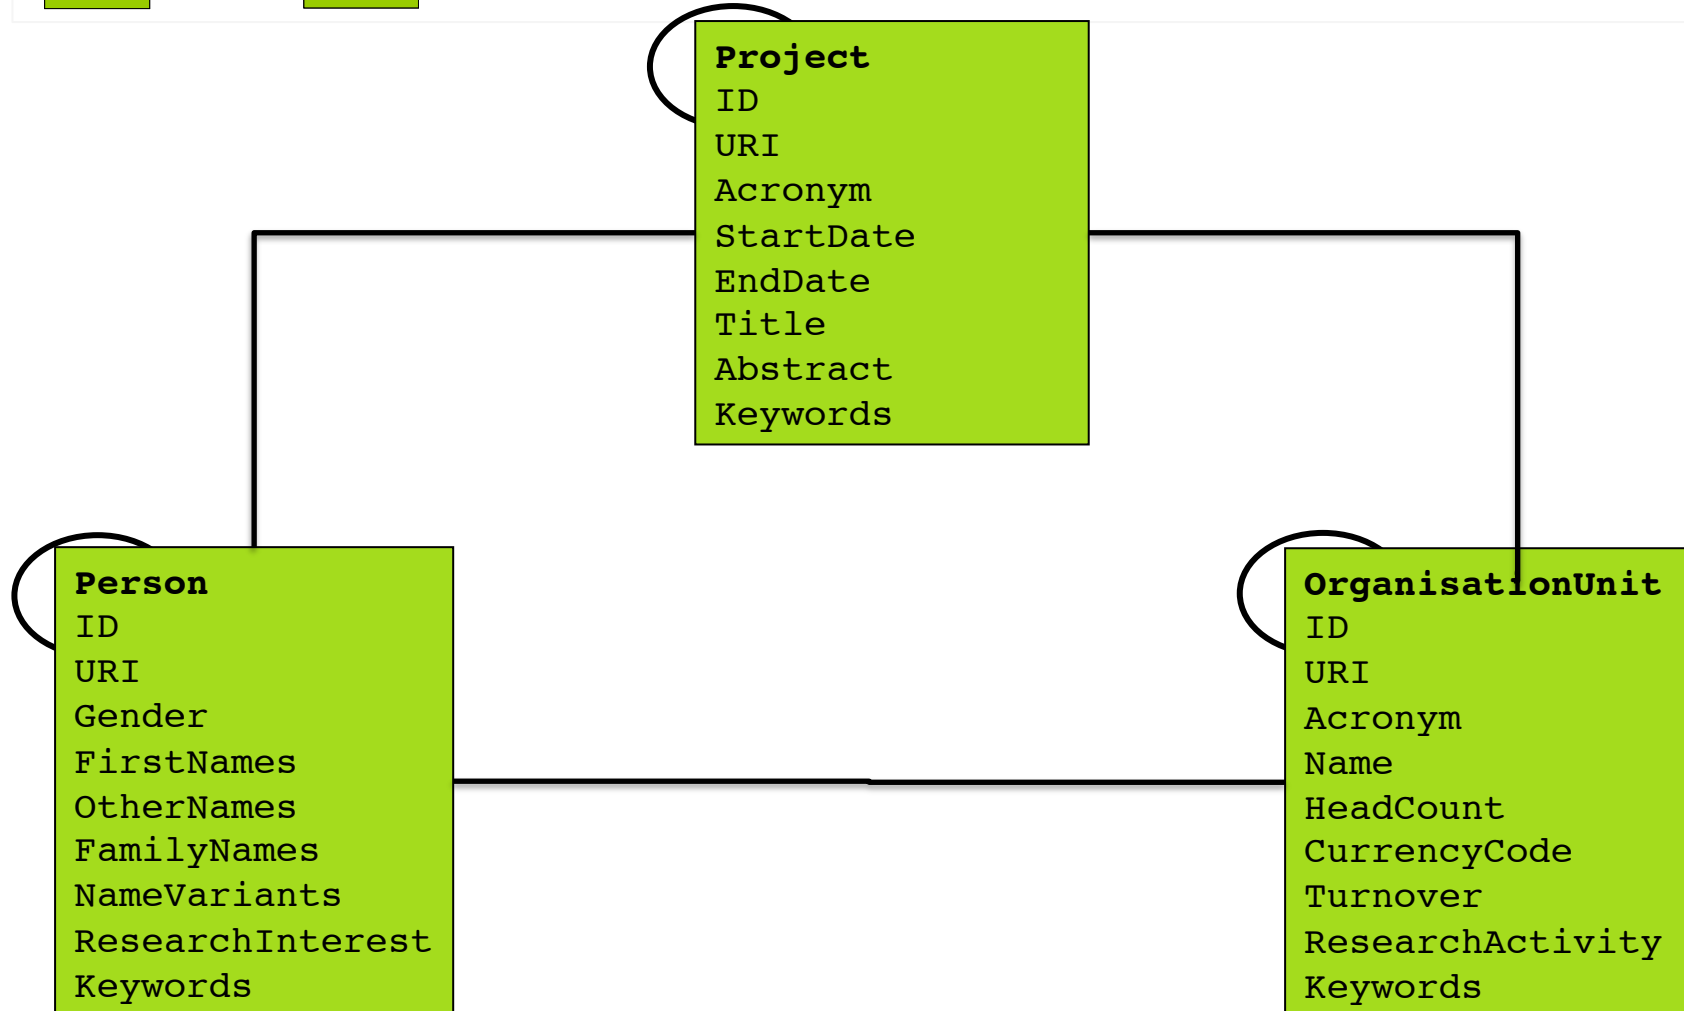 Project
ID
URI
Acronym
StartDate
EndDate
Title
Abstract
Keywords
Person
ID
URI
Gender
FirstNames
OtherNames
FamilyNames
NameVariants
ResearchInterest
Keywords
OrganisationUnit
ID
URI
Acronym
Name
HeadCount
CurrencyCode
Turnover
ResearchActivity
Keywords